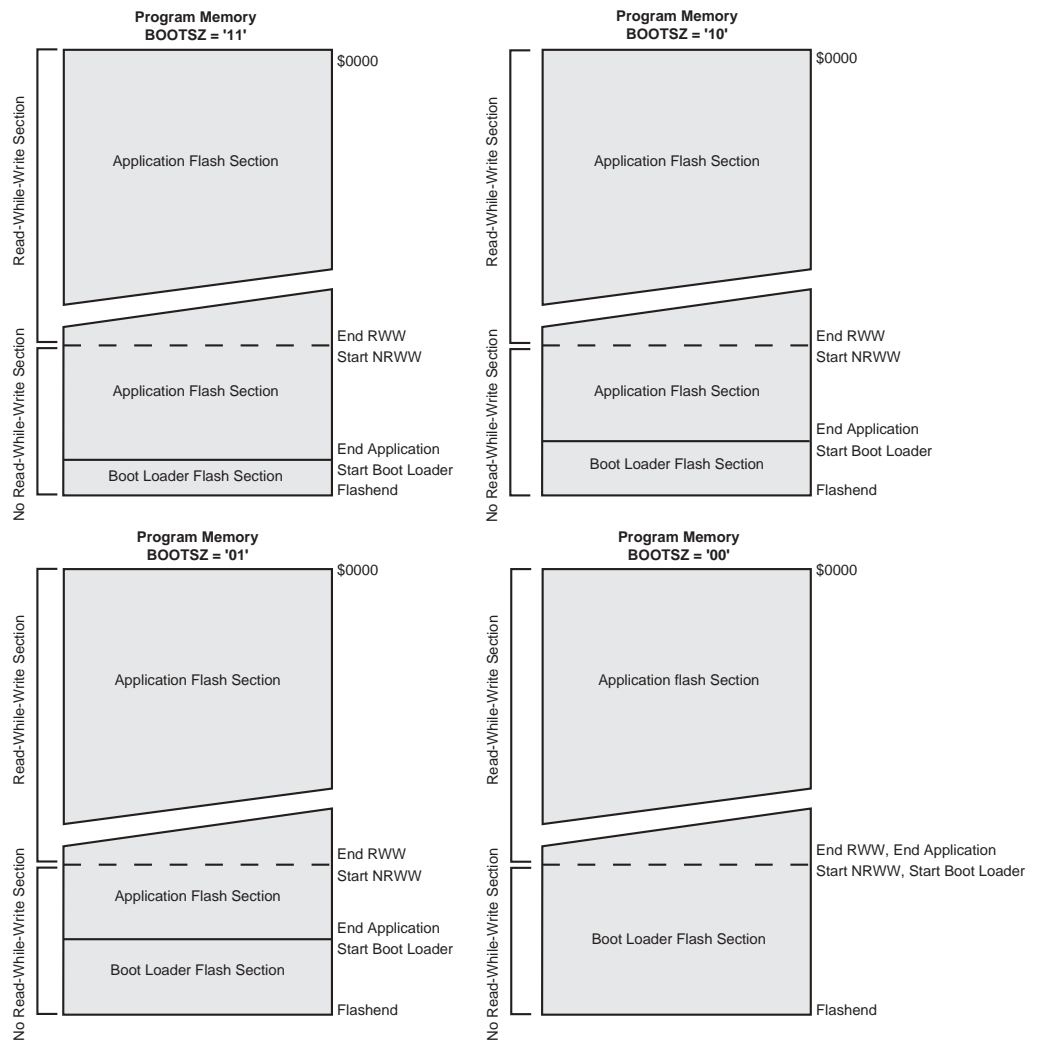 Program Memory
BOOTSZ = '11'
$0000
Read-While-Write Section
Application Flash Section
End RWW
Start NRWW
No Read-While-Write Section
Application Flash Section
End Application
Start Boot Loader
Boot Loader Flash Section
Flashend
Program Memory
BOOTSZ = '10'
$0000
Read-While-Write Section
Application Flash Section
End RWW
Start NRWW
No Read-While-Write Section
Application Flash Section
End Application
Start Boot Loader
Boot Loader Flash Section
Flashend
Program Memory
BOOTSZ = '01'
$0000
Read-While-Write Section
Application Flash Section
End RWW
Start NRWW
No Read-While-Write Section
Application Flash Section
End Application
Start Boot Loader
Boot Loader Flash Section
Flashend
Program Memory
BOOTSZ = '00'
$0000
Read-While-Write Section
Application flash Section
End RWW, End Application
Start NRWW, Start Boot Loader
No Read-While-Write Section
Boot Loader Flash Section
Flashend